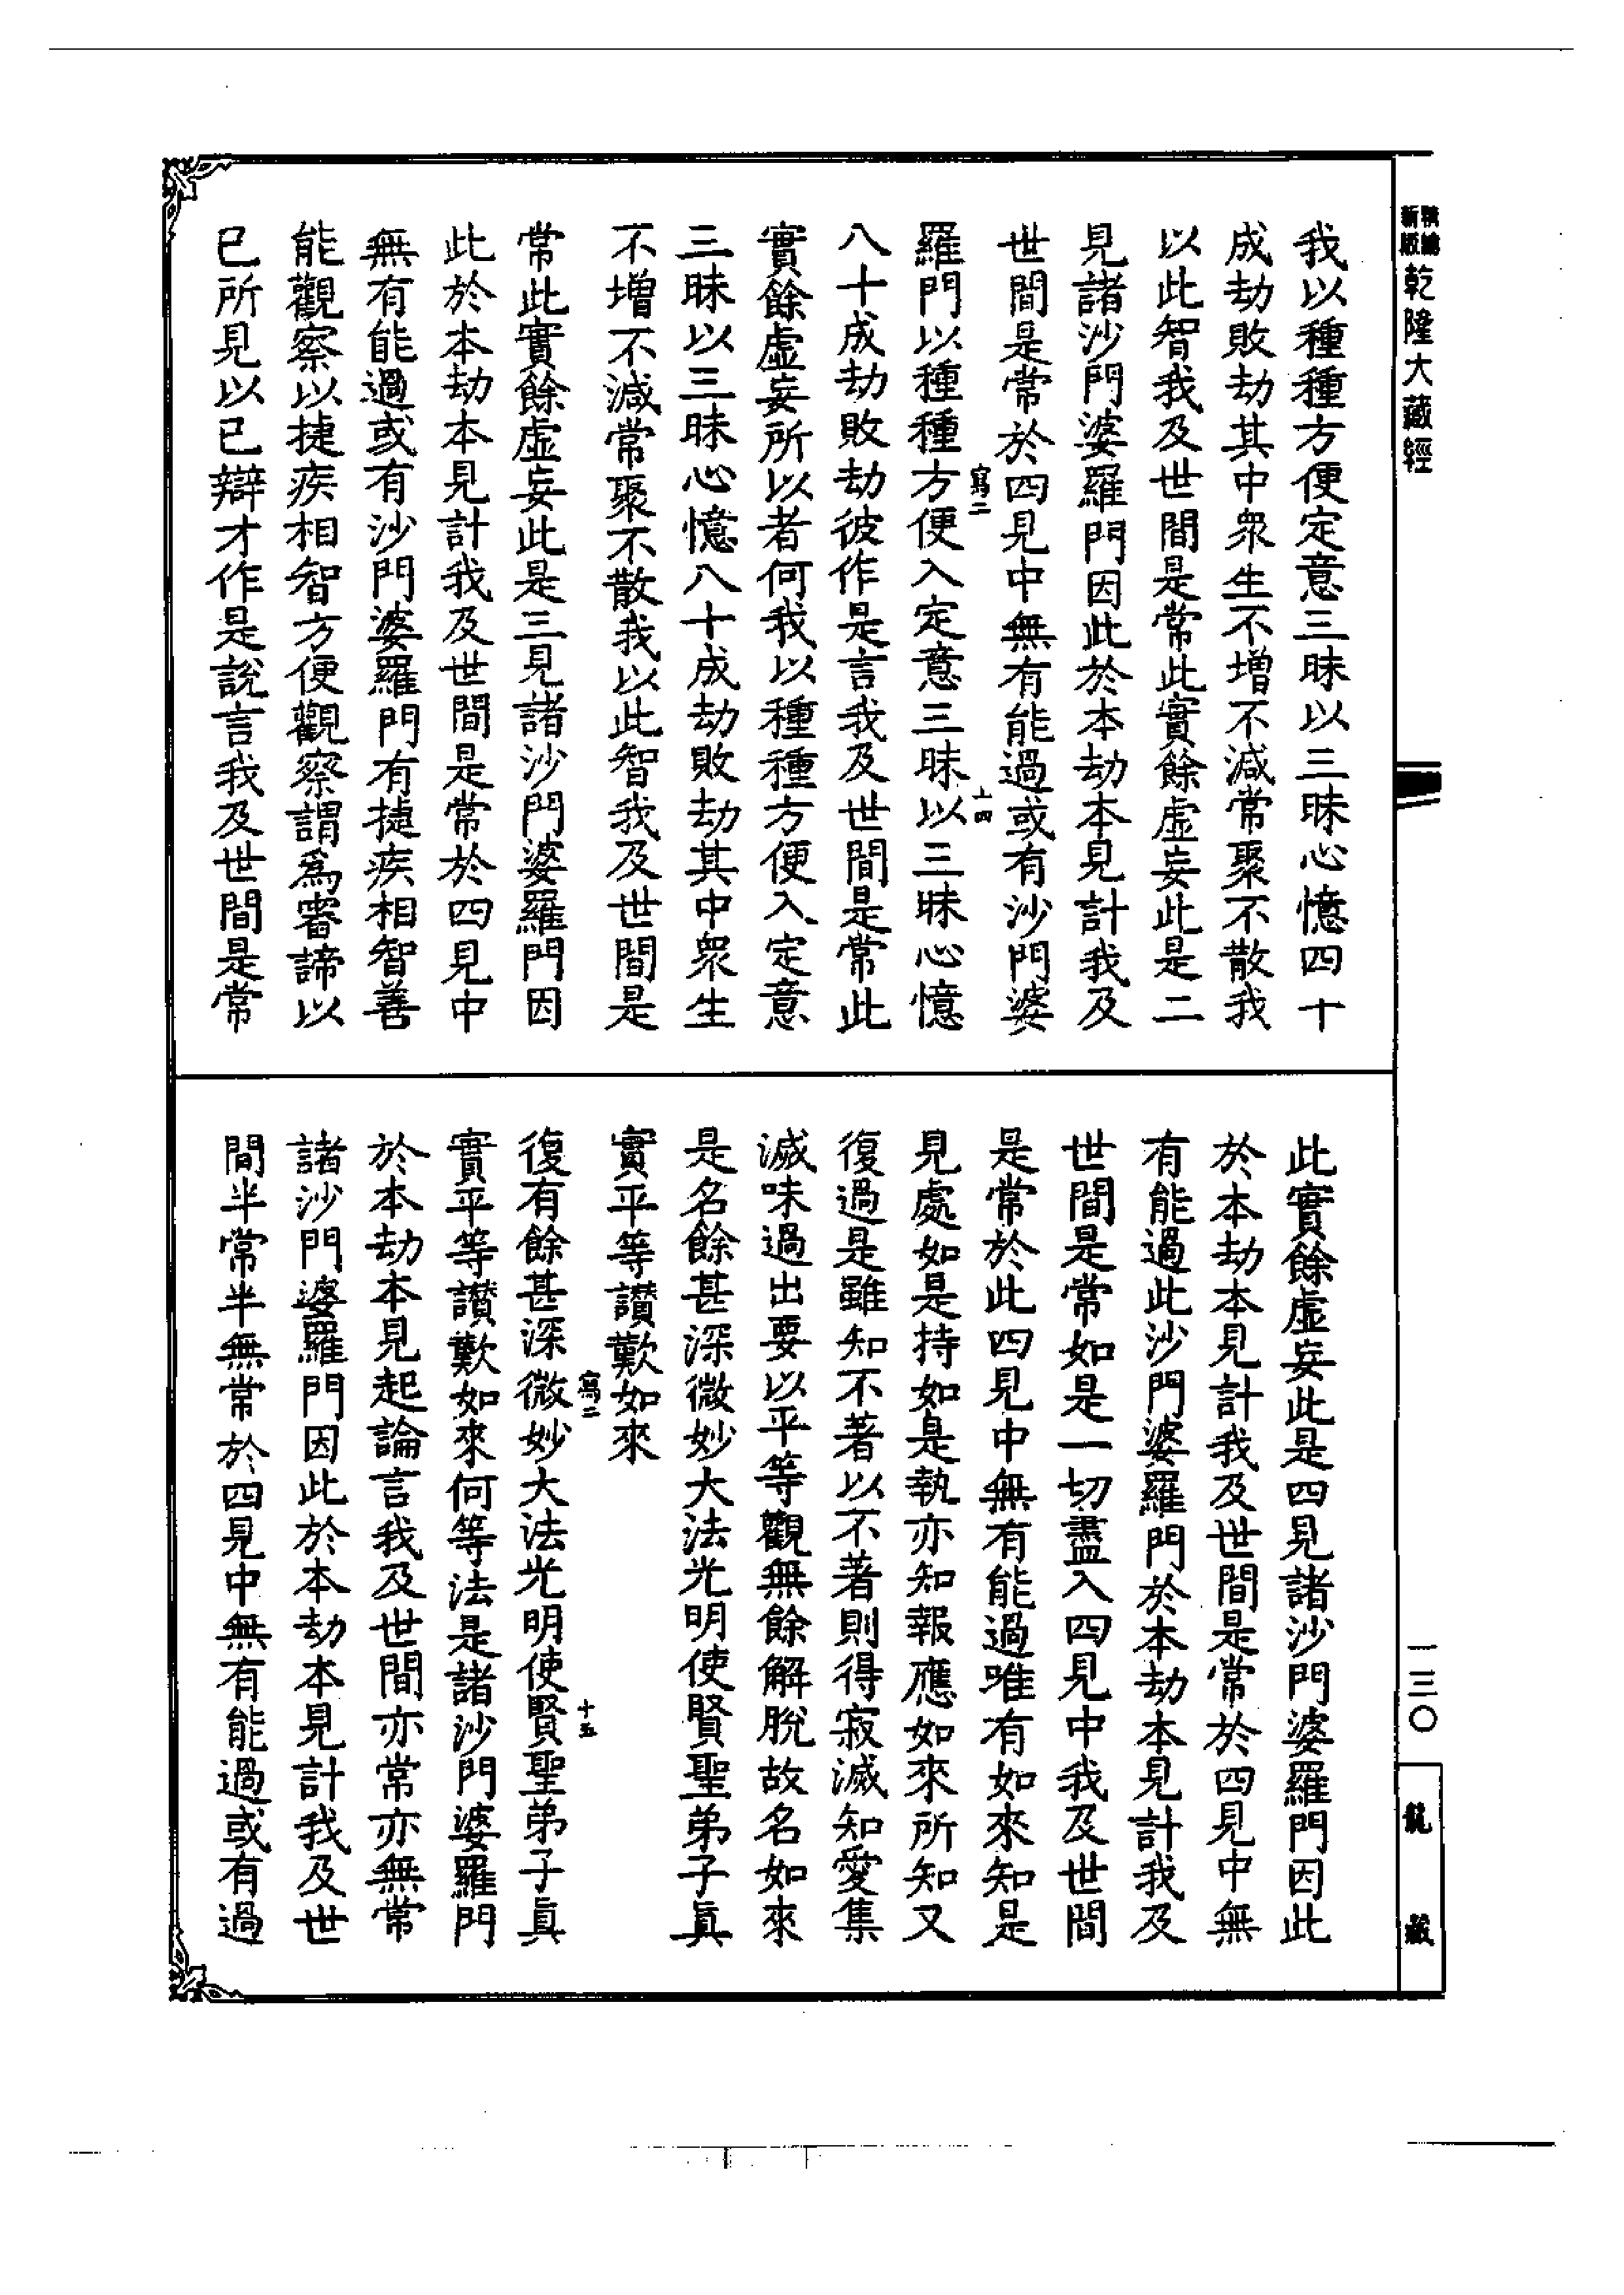 新版精編乾隆大藏經
我以種種方便定意三昧以三昧心憶四十
成劫敗劫其中眾生不增不減常聚不散我
以此智我及世間是常此實餘虛妄此是二
見諸沙門婆羅門因此於本劫本見計我及
世間是常於四見中無有能過或有沙門婆
寫二
十四
羅門以種種方便入定意三昧以三昧心憶
八十成劫敗劫彼作是言我及世間是常此
實餘虛妄所以者何我以種種方便入定意
三昧以三昧心憶八十成劫敗劫其中眾生
不增不減常聚不散我以此智我及世間是
常此實餘虛妄此是三見諸沙門婆羅門因
此於本劫本見計我及世間是常於四見中
無有能過或有沙門婆羅門有捷疾相智善
能觀察以捷疾相智方便觀察謂為審諦以
已所見以已辯才作是說言我及世間是常
此實餘虛妄此是四見諸沙門婆羅門因此
於本劫本見計我及世間是常於四見中無
有能過此沙門婆羅門於本劫本見計我及
世間是常如是一切盡入四見中我及世間
是常於此四見中無有能過唯有如來知是
見處如是持如是執亦知報應如來所知又
復過是雖知不著以不著則得寂滅知愛集
滅味過出要以平等觀無餘解脫故名如來
是名餘甚深微妙大法光明使賢聖弟子真
實平等讚歎如來
寫二
十五
復有餘甚深微妙大法光明使賢聖弟子真
實平等讚歎如來何等法是諸沙門婆羅門
於本劫本見起論言我及世間亦常亦無常
諸沙門婆羅門因此於本劫本見計我及世
間半常半無常於四見中無有能過或有過
一三〇
龍藏